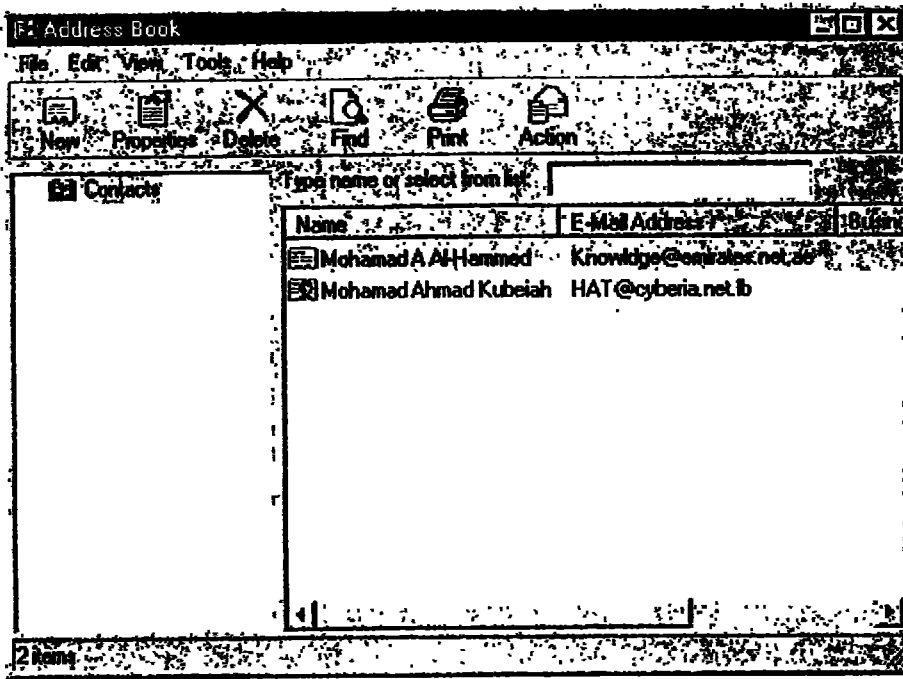 Address Book
File Edit View Tools Help
New Properties Delete Find Print Action
Contacts
Type name or select from list:
Name E-Mail Address Busin
Mohamad A Al-Hammed Knowldge@emirates.net.ae
Mohamad Ahmad Kubeiah HAT@cyberia.net.lb
2 items